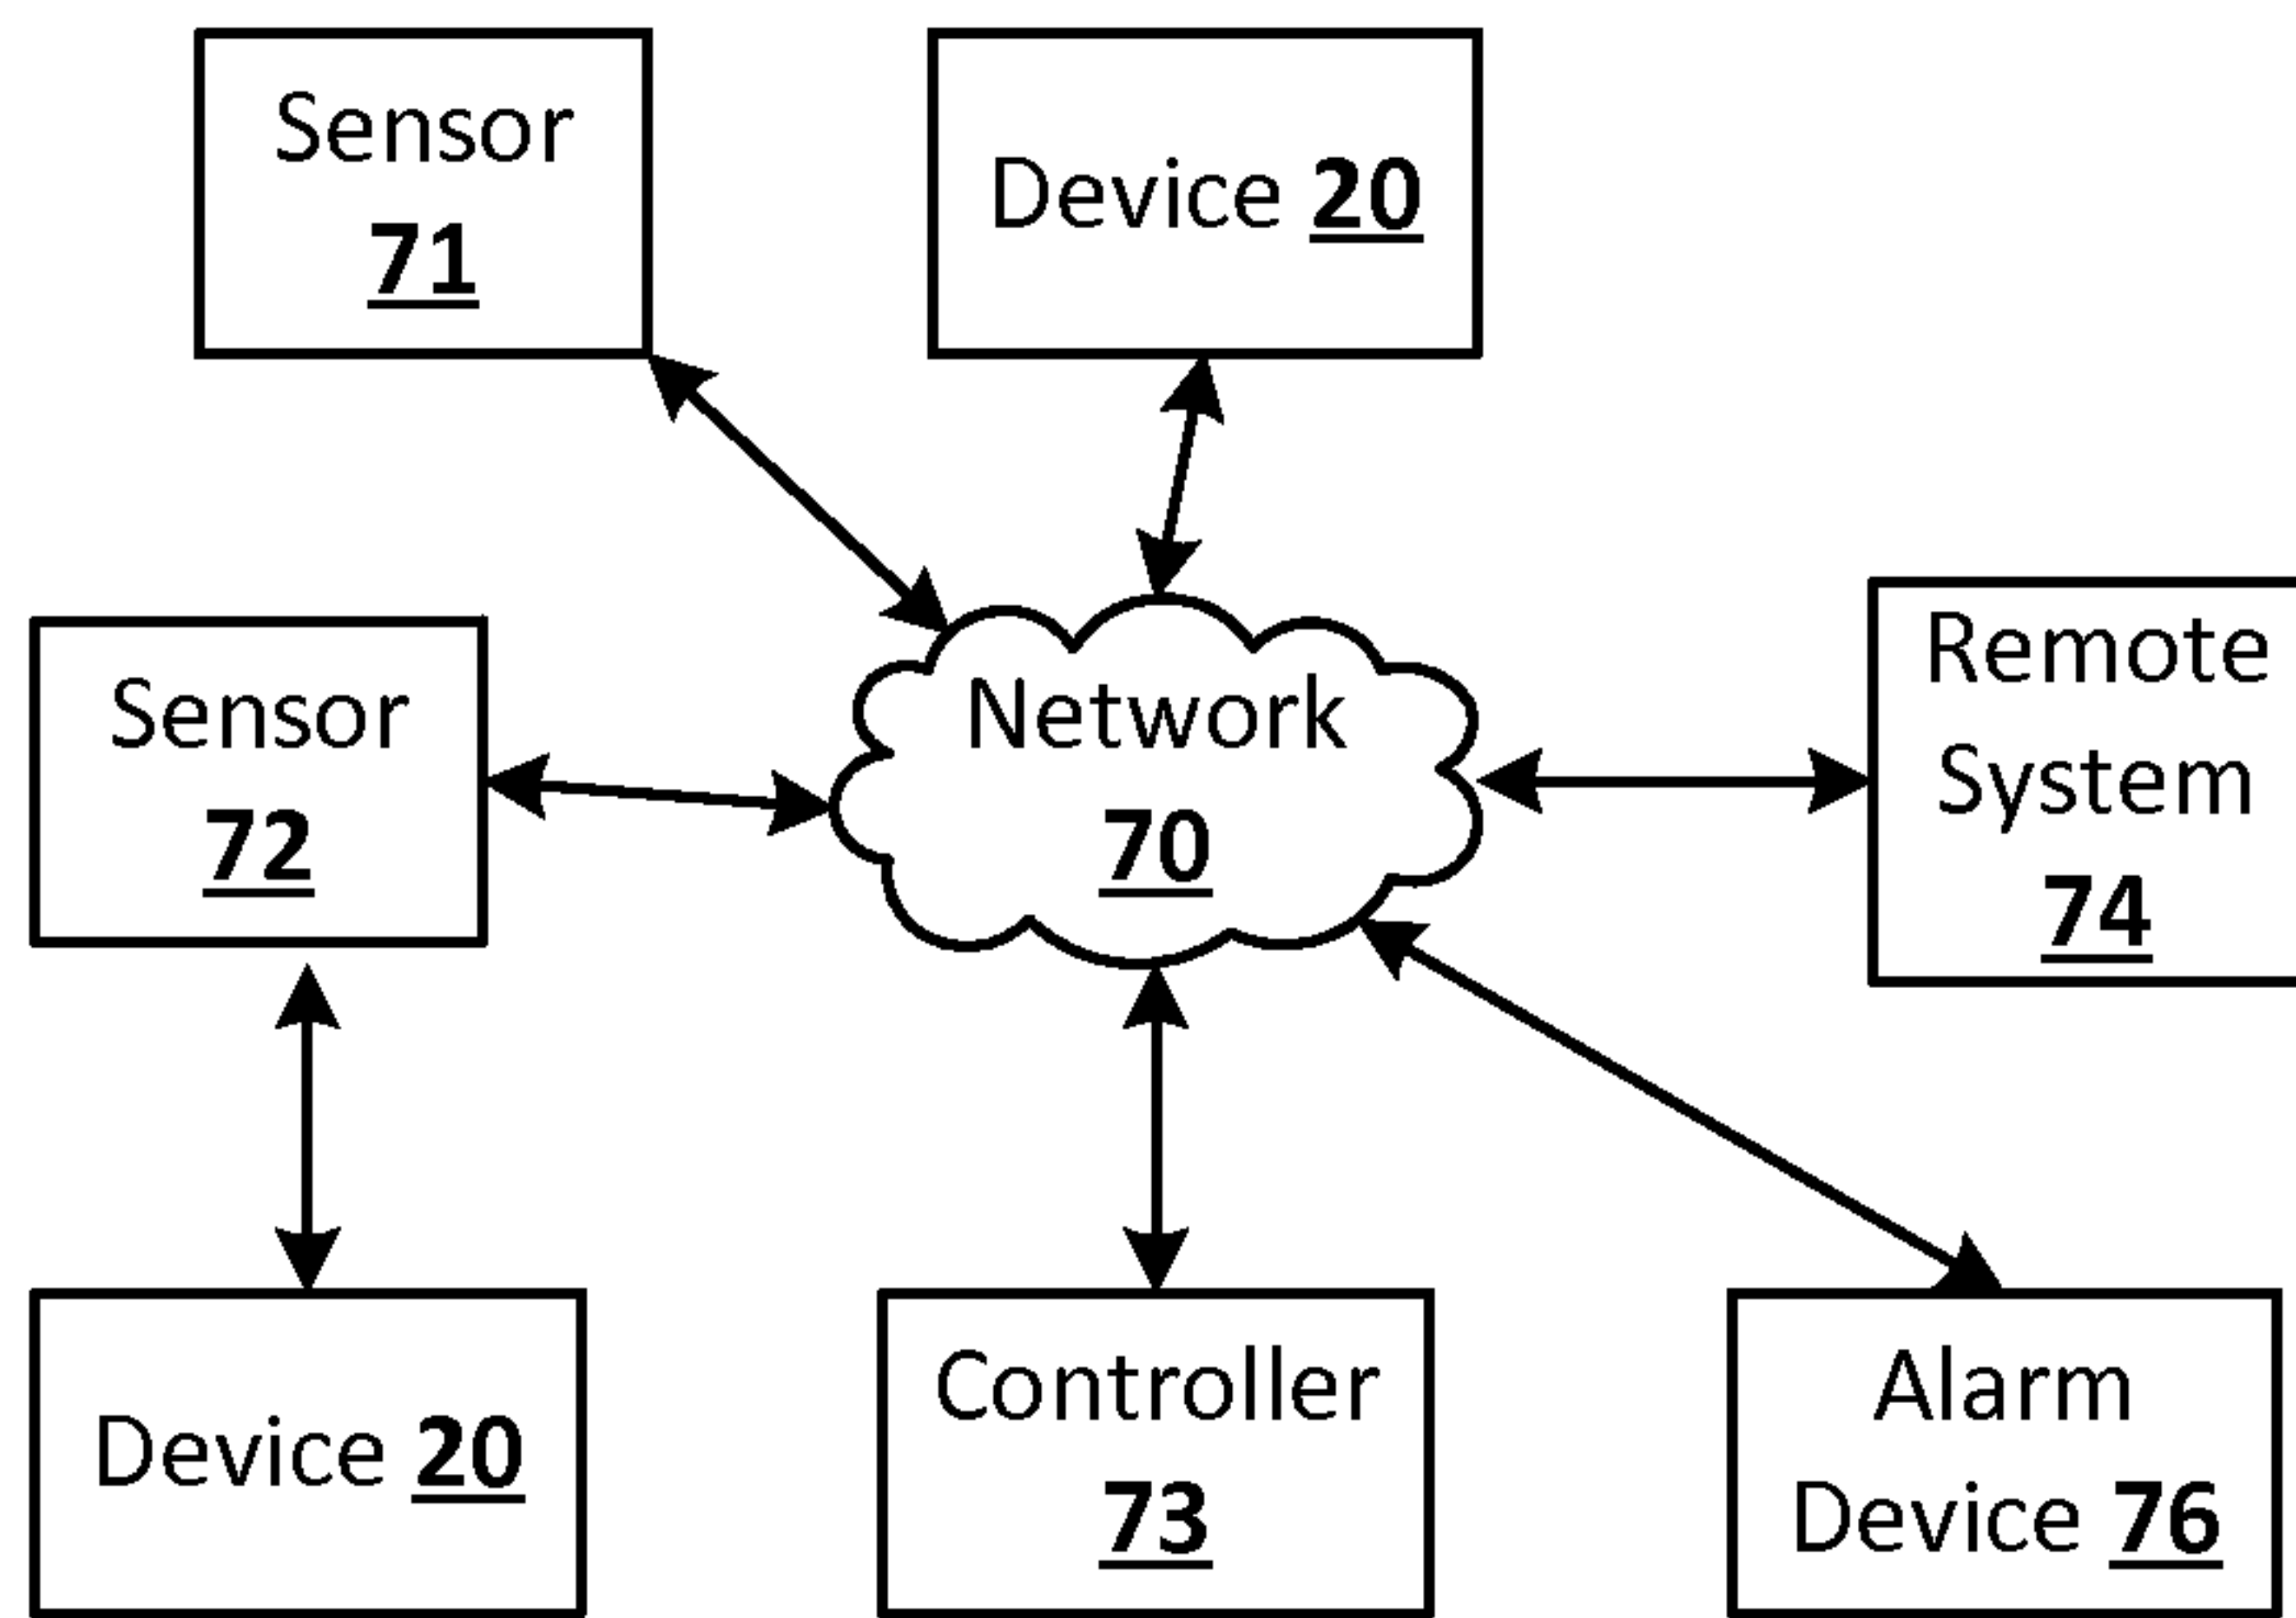 Sensor
71
Device 20
Sensor
72
Network
70
Remote
System
74
Device 20
Controller
73
Alarm
Device 76